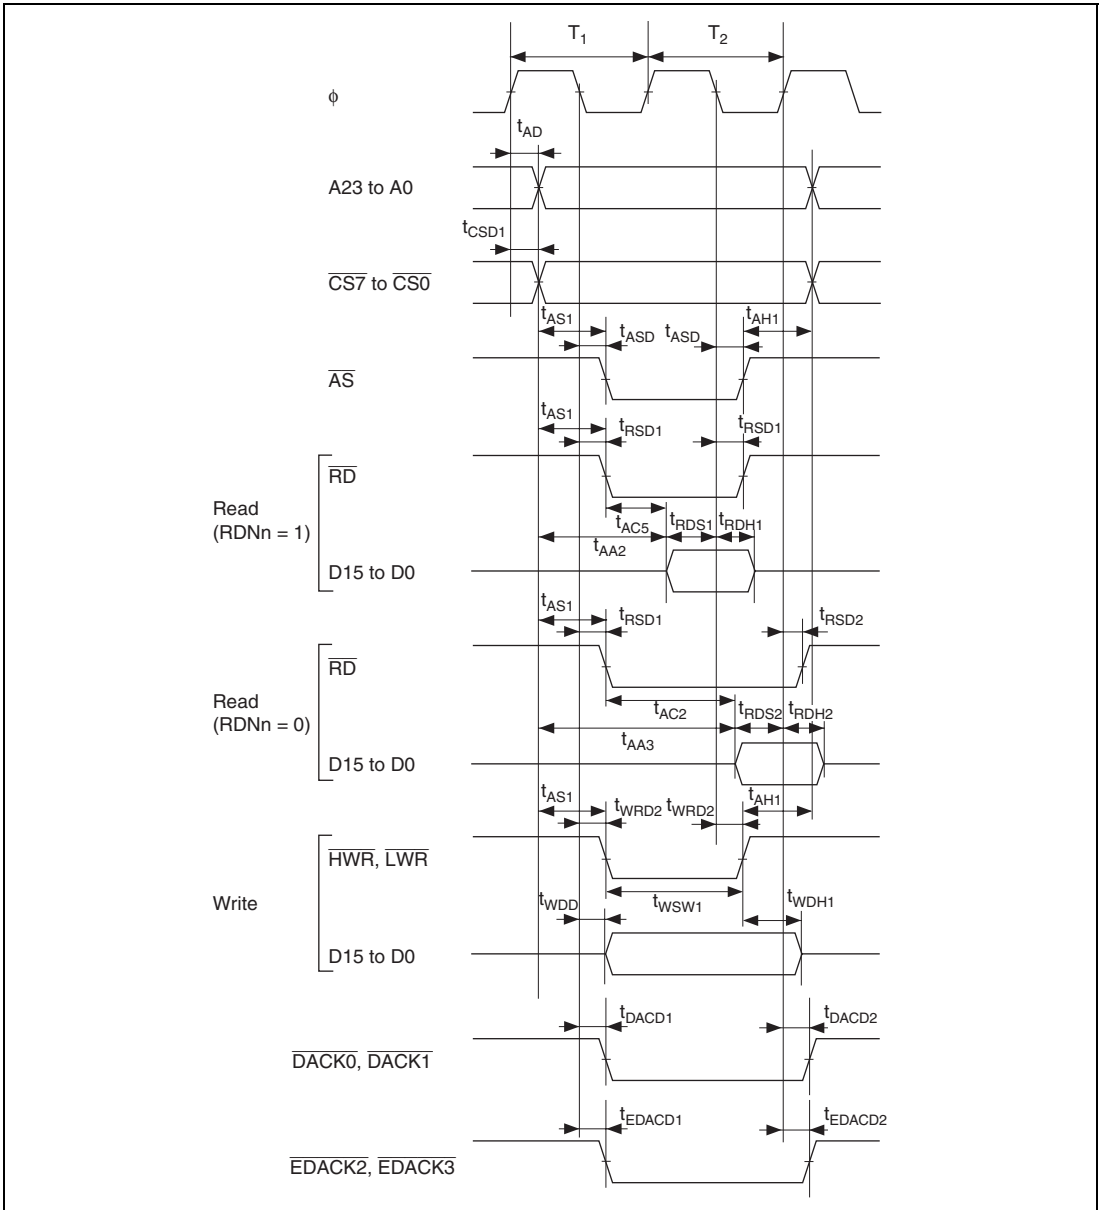 T1 T2
ϕ
tAD
A23 to A0
tCSD1
CS7 to CS0
tAS1 tASD tASD tAH1
AS
tAS1 tRSD1 tRSD1
RD
Read
(RDNn = 1)
tAC5 tRDS1 tRDH1
tAA2
D15 to D0
tAS1 tRSD1 tRSD2
RD
Read
(RDNn = 0)
tAC2 tRDS2 tRDH2
tAA3
D15 to D0
tAS1 tWRD2 tWRD2 tAH1
HWR, LWR
Write
tWDD tWSW1 tWDH1
D15 to D0
tDACD1 tDACD2
DACK0, DACK1
tEDACD1 tEDACD2
EDACK2, EDACK3